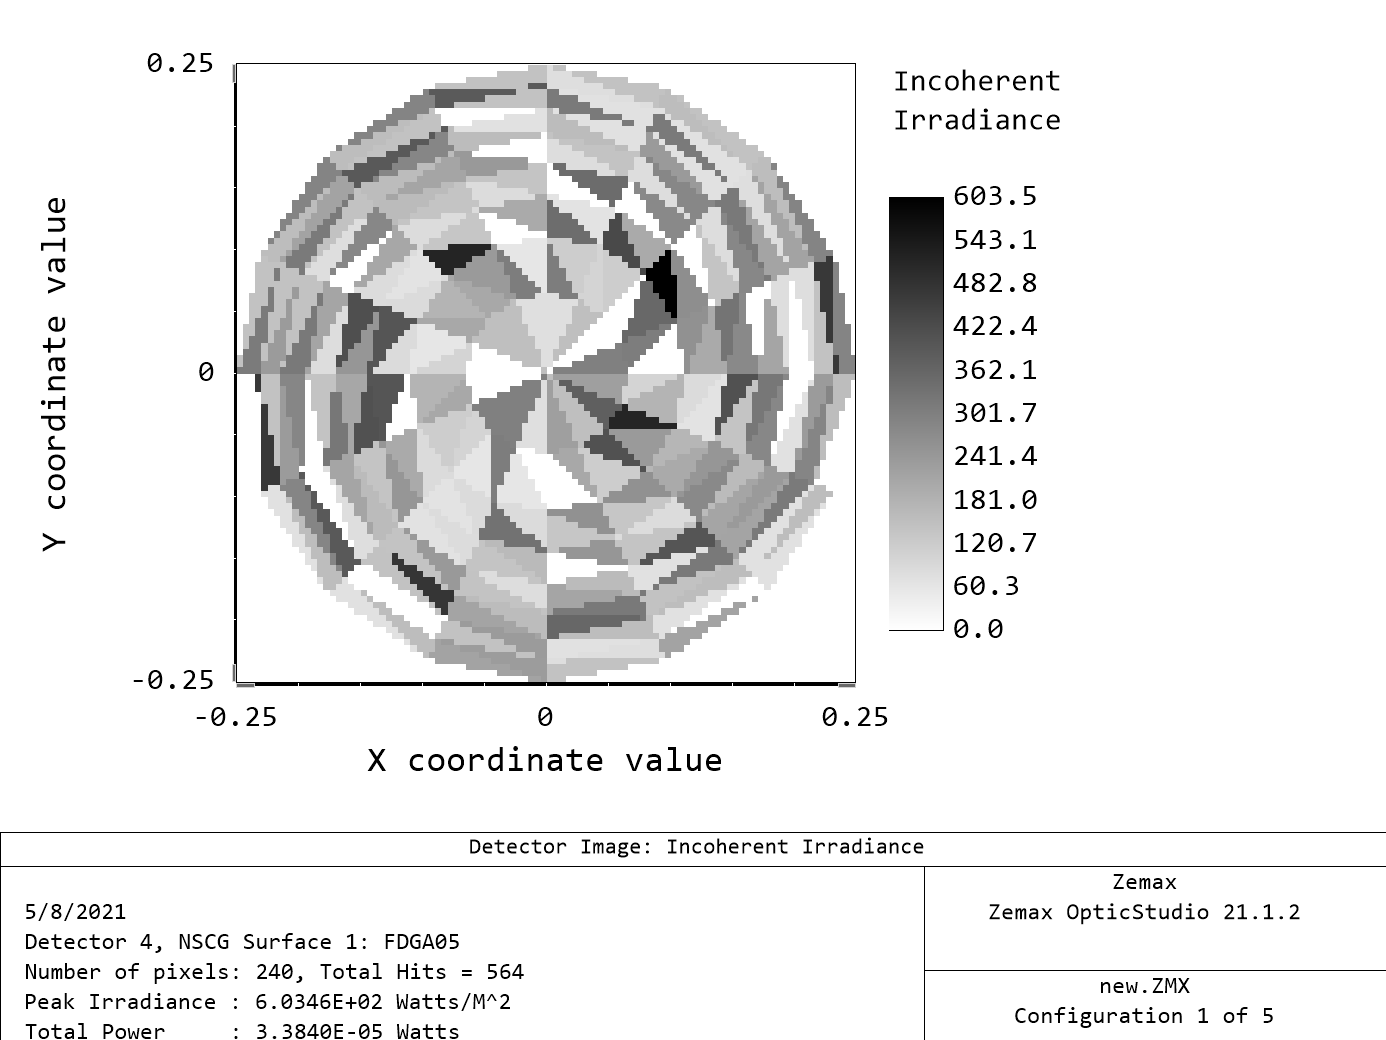 0.25
0
-0.25
-0.25
0
0.25
Y coordinate value
X coordinate value
Incoherent
Irradiance
603.5
543.1
482.8
422.4
362.1
301.7
241.4
181.0
120.7
60.3
0.0
Detector Image: Incoherent Irradiance
5/8/2021
Detector 4, NSCG Surface 1: FDGA05
Number of pixels: 240, Total Hits = 564
Peak Irradiance : 6.0346E+02 Watts/M^2
Total Power     : 3.3840E-05 Watts
Zemax
Zemax OpticStudio 21.1.2
new.ZMX
Configuration 1 of 5